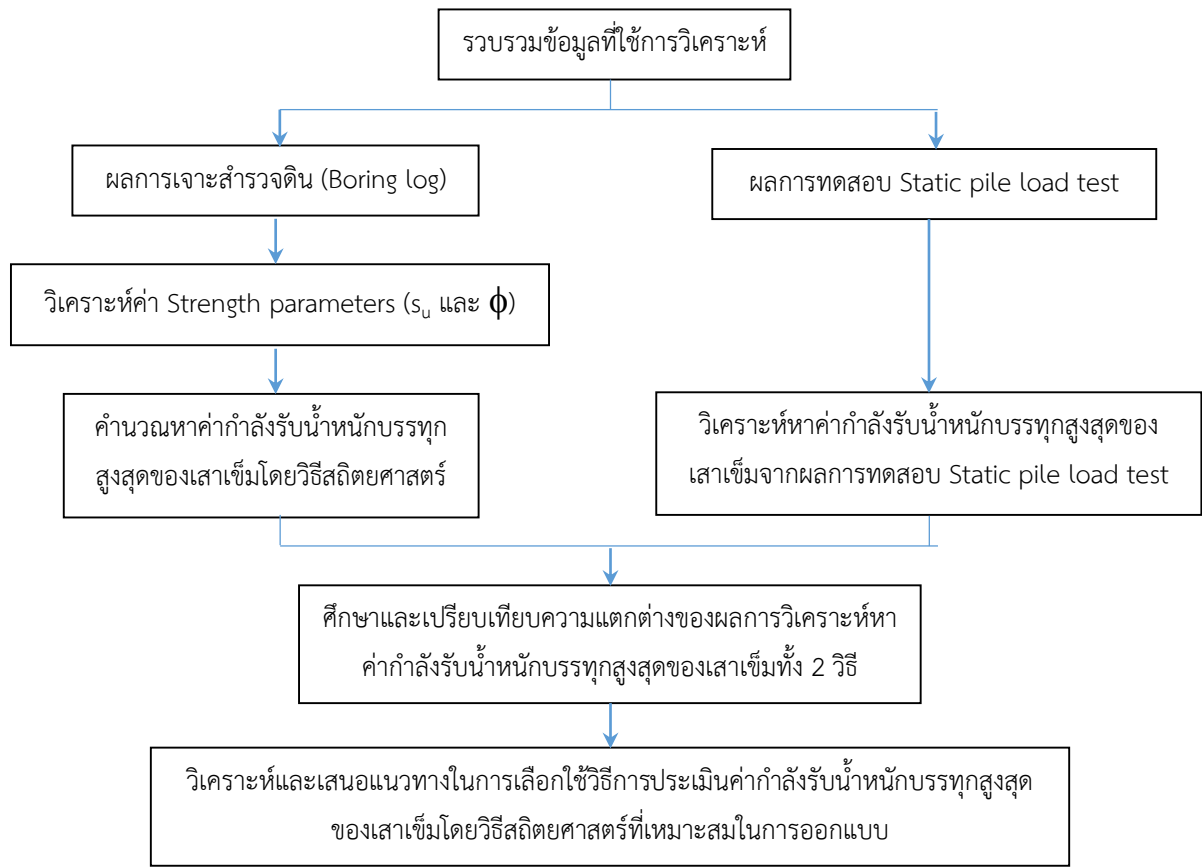 รวบรวมข้อมูลที่ใช้การวิเคราะห์
ผลการเจาะสำรวจดิน (Boring log)
ผลการทดสอบ Static pile load test
วิเคราะห์ค่า Strength parameters (sᵤ และ ϕ)
คำนวณหาค่ากำลังรับน้ำหนักบรรทุก
สูงสุดของเสาเข็มโดยวิธีสถิตยศาสตร์
วิเคราะห์หาค่ากำลังรับน้ำหนักบรรทุกสูงสุดของ
เสาเข็มจากผลการทดสอบ Static pile load test
ศึกษาและเปรียบเทียบความแตกต่างของผลการวิเคราะห์หา
ค่ากำลังรับน้ำหนักบรรทุกสูงสุดของเสาเข็มทั้ง 2 วิธี
วิเคราะห์และเสนอแนวทางในการเลือกใช้วิธีการประเมินค่ากำลังรับน้ำหนักบรรทุกสูงสุด
ของเสาเข็มโดยวิธีสถิตยศาสตร์ที่เหมาะสมในการออกแบบ